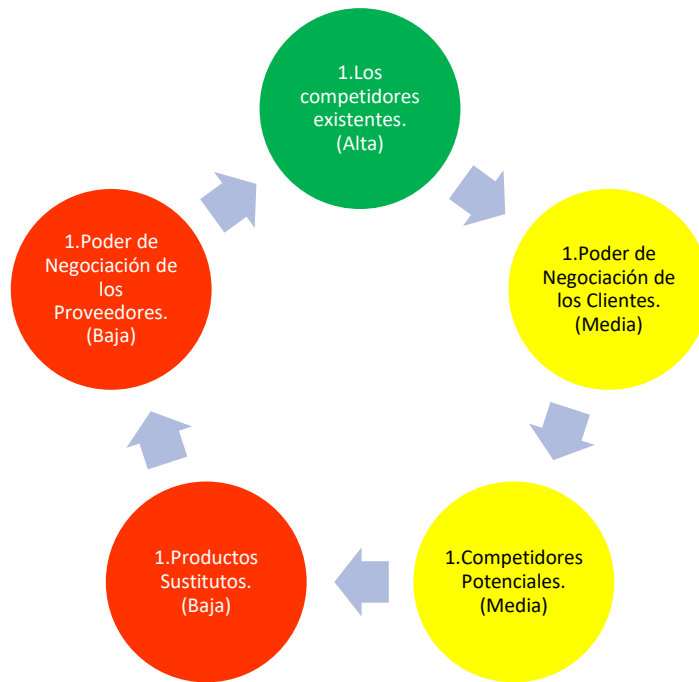 1.Los
competidores
existentes.
(Alta)
1.Poder de
Negociación de
los Clientes.
(Media)
1.Competidores
Potenciales.
(Media)
1.Productos
Sustitutos.
(Baja)
1.Poder de
Negociación de
los
Proveedores.
(Baja)